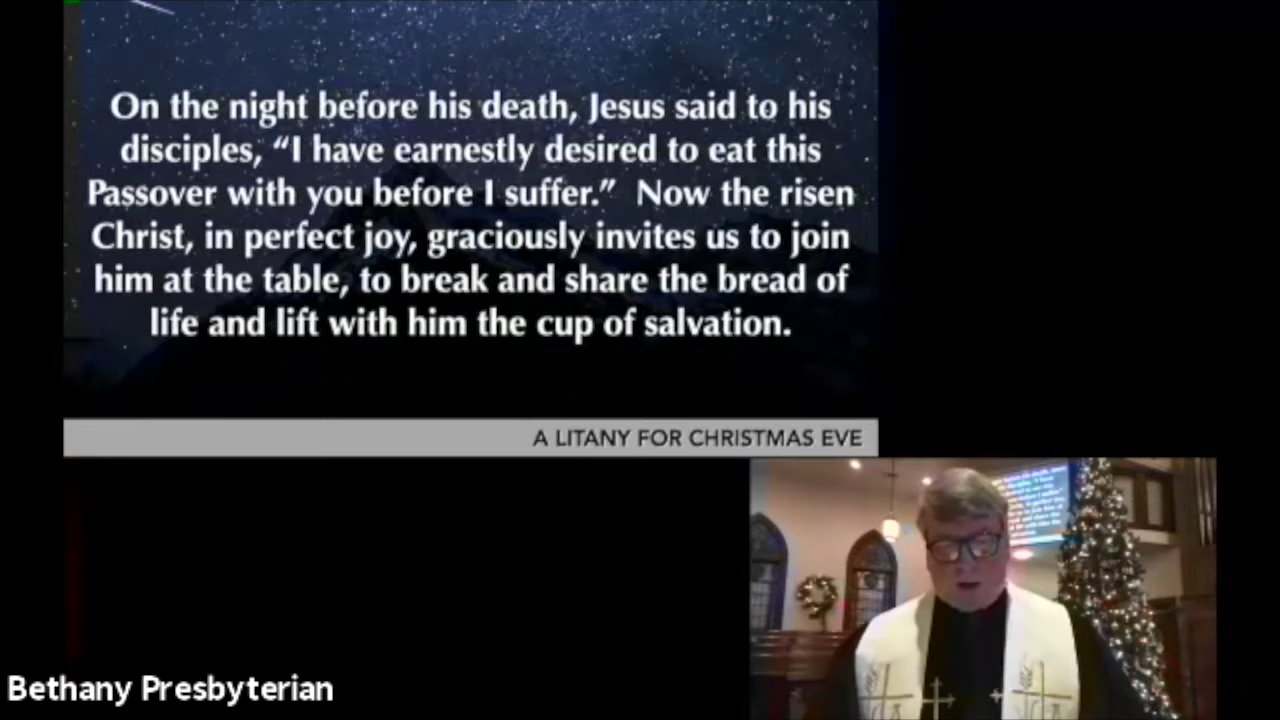 On the night before his death, Jesus said to his
disciples, “I have earnestly desired to eat this
Passover with you before I suffer.”  Now the risen
Christ, in perfect joy, graciously invites us to join
him at the table, to break and share the bread of
life and lift with him the cup of salvation.
A LITANY FOR CHRISTMAS EVE
Bethany Presbyterian